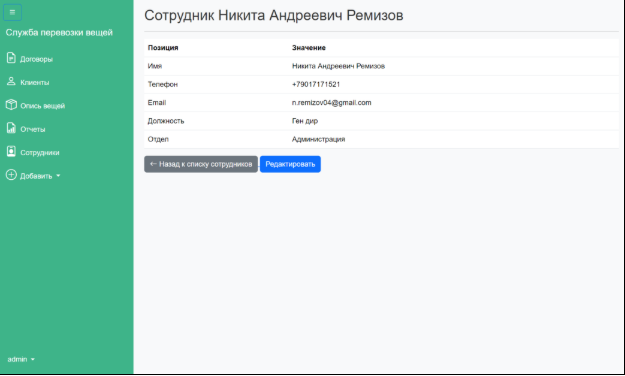 Служба перевозки вещей
Договоры
Клиенты
Опись вещей
Отчеты
Сотрудники
Добавить
admin
Сотрудник Никита Андреевич Ремизов
Позиция Значение
Имя Никита Андреевич Ремизов
Телефон +79017171521
Email n.remizov04@gmail.com
Должность Ген дир
Отдел Администрация
← Назад к списку сотрудников Редактировать